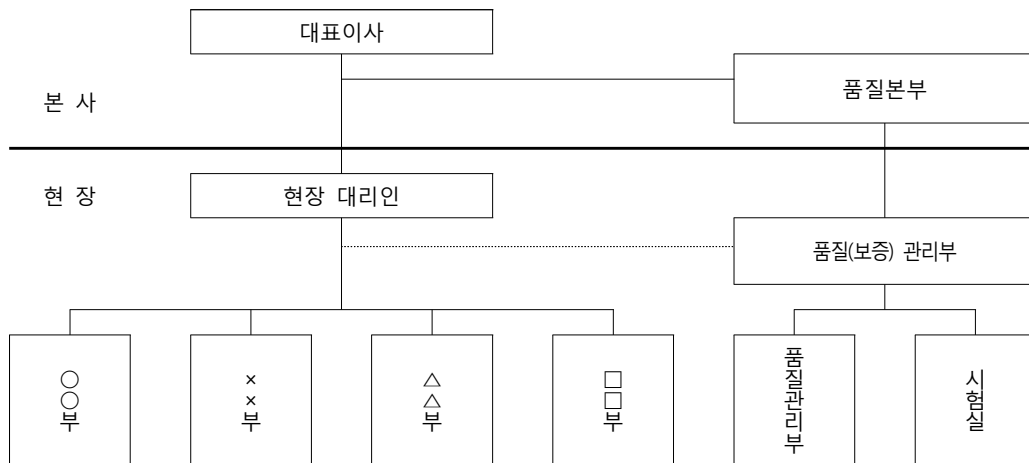 대표이사
품질본부
본 사
현 장
현장 대리인
품질(보증) 관리부
○○부
××부
△△부
□□부
품질관리부
시험실